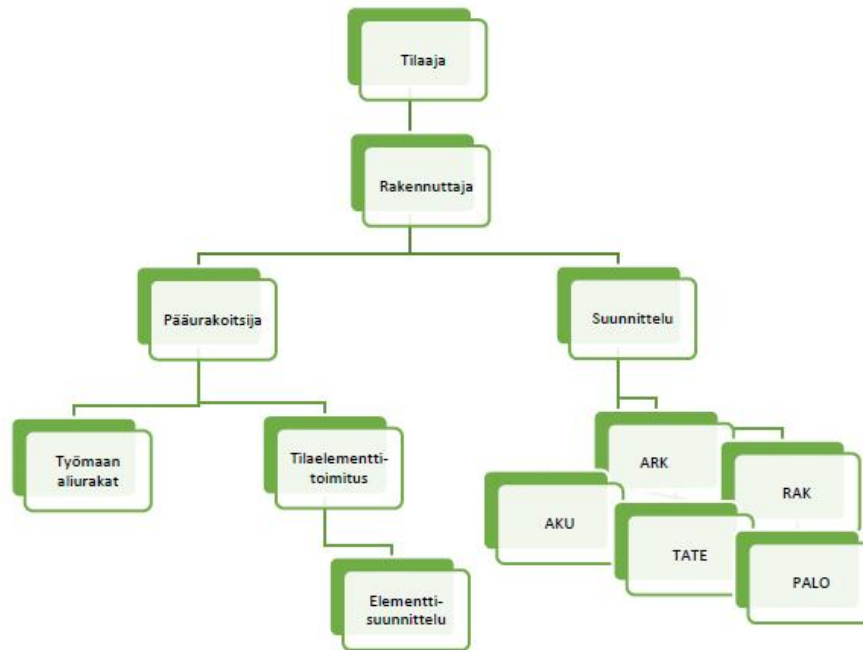 Tilaaja
Rakennuttaja
Pääurakoitsija
Suunnittelu
Työmaan
aliurakat
Tilaelementti-
toimitus
Elementti-
suunnittelu
ARK
RAK
AKU
TATE
PALO